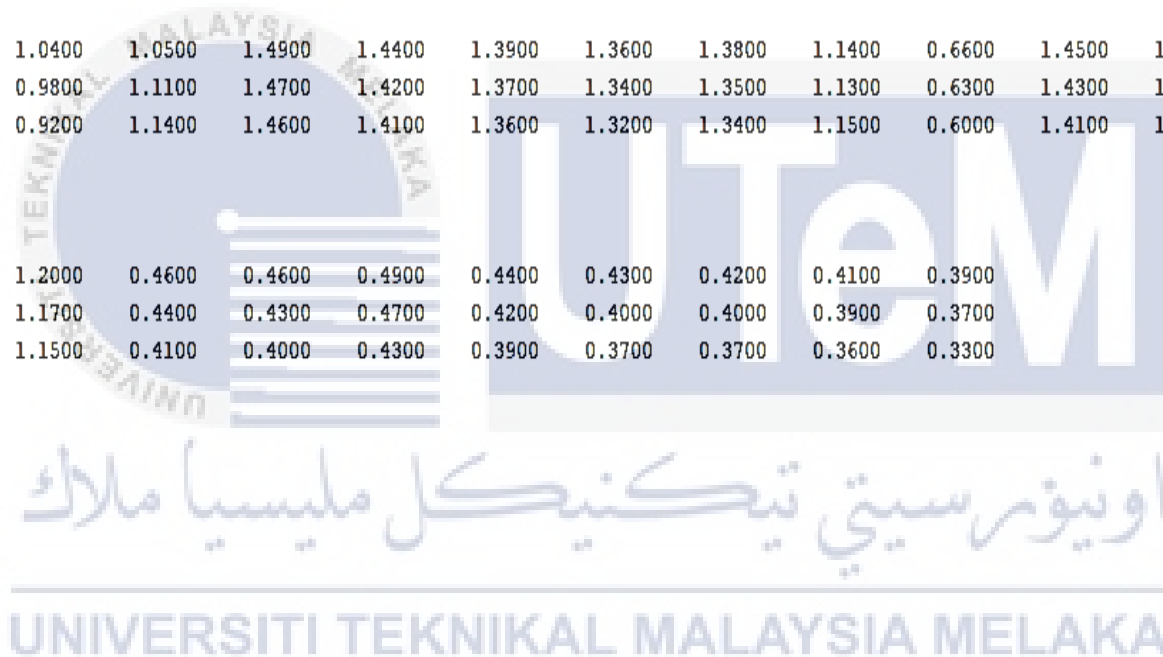 1.0400 1.0500 1.4900 1.4400 1.3900 1.3600 1.3800 1.1400 0.6600 1.4500 1
0.9800 1.1100 1.4700 1.4200 1.3700 1.3400 1.3500 1.1300 0.6300 1.4300 1
0.9200 1.1400 1.4600 1.4100 1.3600 1.3200 1.3400 1.1500 0.6000 1.4100 1
1.2000 0.4600 0.4600 0.4900 0.4400 0.4300 0.4200 0.4100 0.3900
1.1700 0.4400 0.4300 0.4700 0.4200 0.4000 0.4000 0.3900 0.3700
1.1500 0.4100 0.4000 0.4300 0.3900 0.3700 0.3700 0.3600 0.3300
TEKNIKAL MALAYSIA MELAKA
UTeM
اونيۏرسيتي تيكنيكل مليسيا ملاك
UNIVERSITI TEKNIKAL MALAYSIA MELAKA